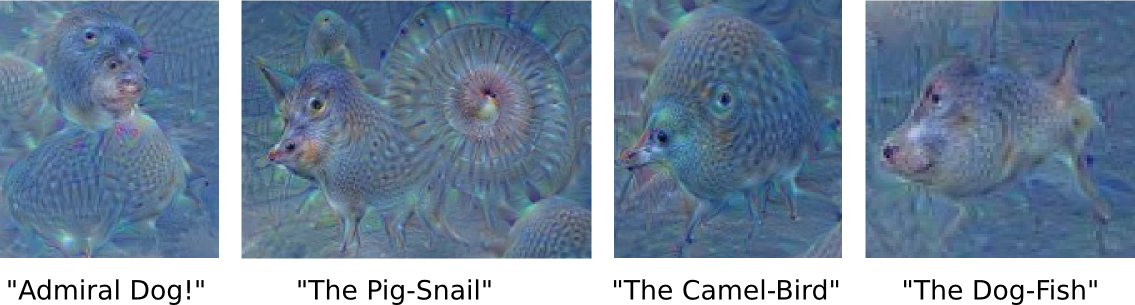 "Admiral Dog!"
"The Pig-Snail"
"The Camel-Bird"
"The Dog-Fish"